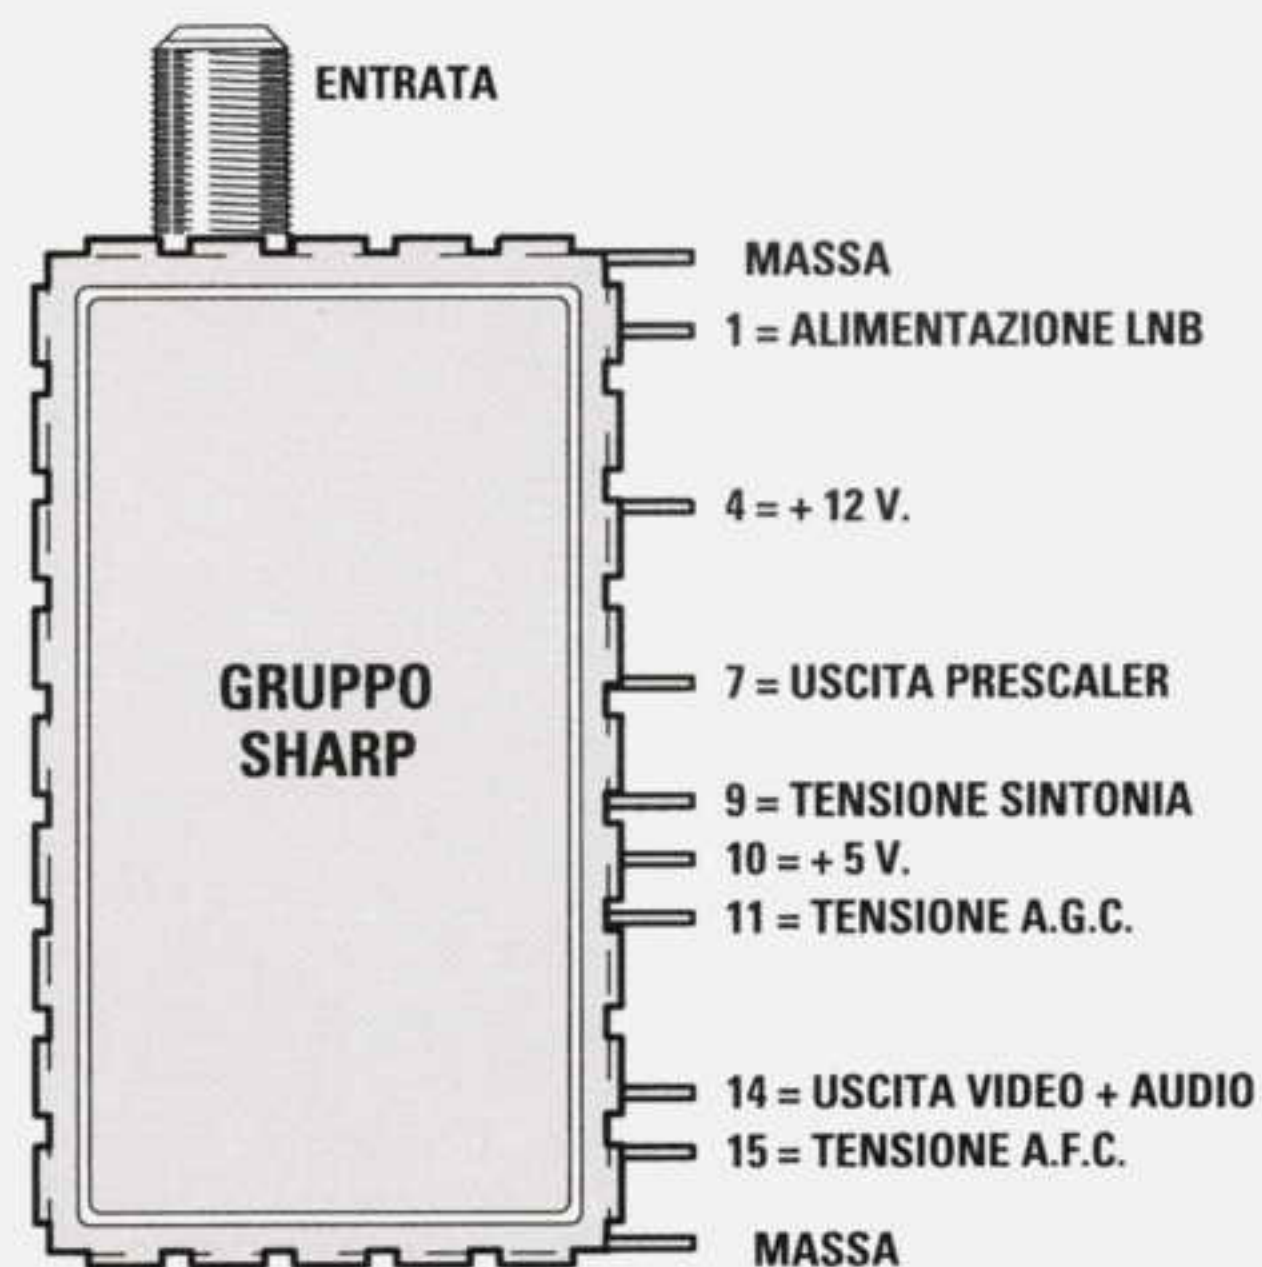 ENTRATA
MASSA
1 = ALIMENTAZIONE LNB
4 = + 12 V.
7 = USCITA PRESCALER
GRUPPO
SHARP
9 = TENSIONE SINTONIA
10 = + 5 V.
11 = TENSIONE A.G.C.
14 = USCITA VIDEO + AUDIO
15 = TENSIONE A.F.C.
MASSA